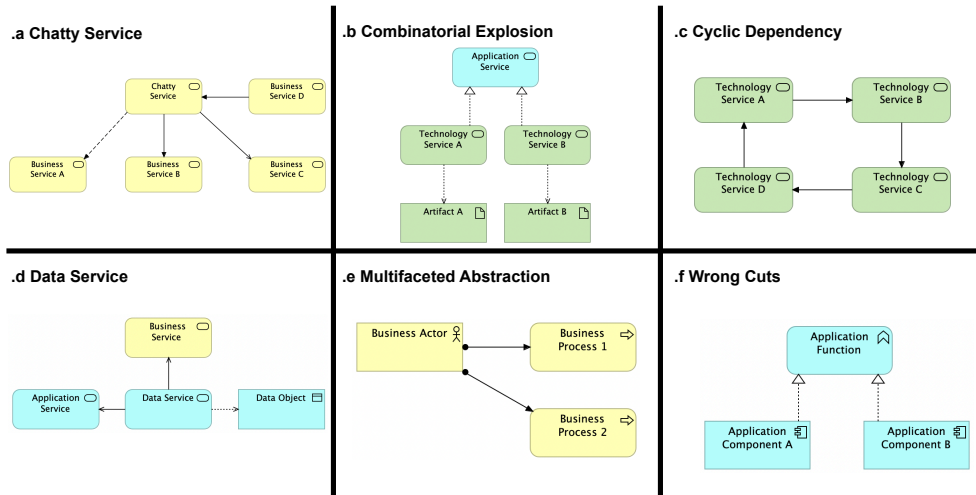 .a Chatty Service
Chatty
Service
Business
Service D
Business
Service A
Business
Service B
Business
Service C
.b Combinatorial Explosion
Application
Service
Technology
Service A
Technology
Service B
Artifact A
Artifact B
.c Cyclic Dependency
Technology
Service A
Technology
Service B
Technology
Service D
Technology
Service C
.d Data Service
Business
Service
Application
Service
Data Service
Data Object
.e Multifaceted Abstraction
Business Actor
Business
Process 1
Business
Process 2
.f Wrong Cuts
Application
Function
Application
Component A
Application
Component B